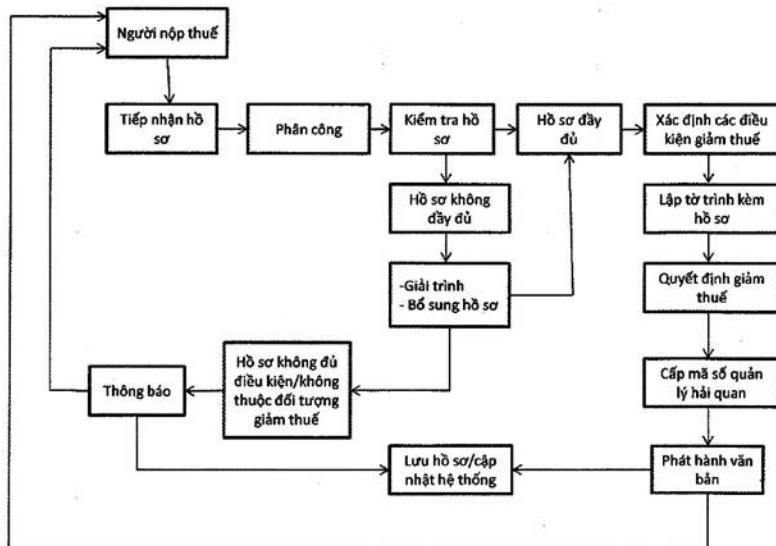 Người nộp thuế
Tiếp nhận hồ
sơ
Phân công
Kiểm tra hồ
sơ
Hồ sơ đầy
đủ
Xác định các điều
kiện giảm thuế
Hồ sơ không
đầy đủ
Lập tờ trình kèm
hồ sơ
-Giải trình
- Bổ sung hồ sơ
Quyết định giảm
thuế
Hồ sơ không đủ
điều kiện/không
thuộc đối tượng
giảm thuế
Thông báo
Cấp mã số quản
lý hải quan
Lưu hồ sơ/cập
nhật hệ thống
Phát hành văn
bản